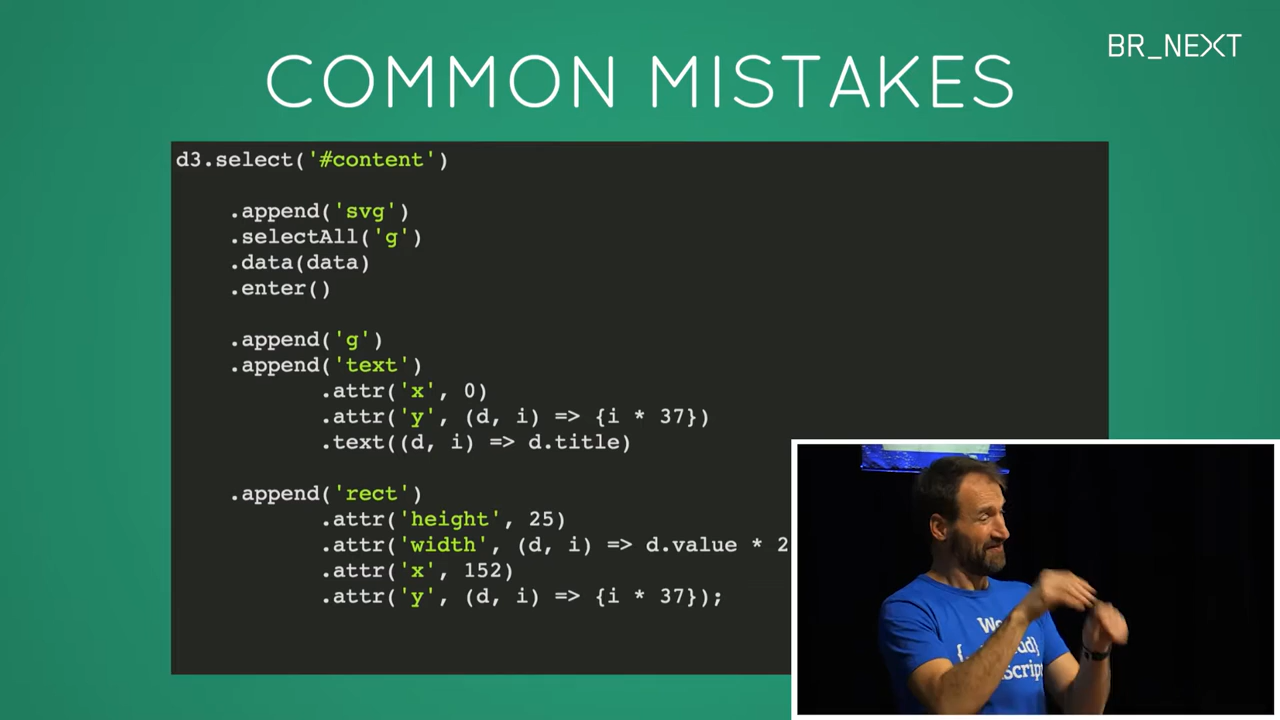 BR_NEXT
COMMON MISTAKES
d3.select('#content')
.append('svg')
.selectAll('g')
.data(data)
.enter()
.append('g')
.append('text')
.attr('x', 0)
.attr('y', (d, i) => {i * 37})
.text((d, i) => d.title)
.append('rect')
.attr('height', 25)
.attr('width', (d, i) => d.value * 2
.attr('x', 152)
.attr('y', (d, i) => {i * 37});